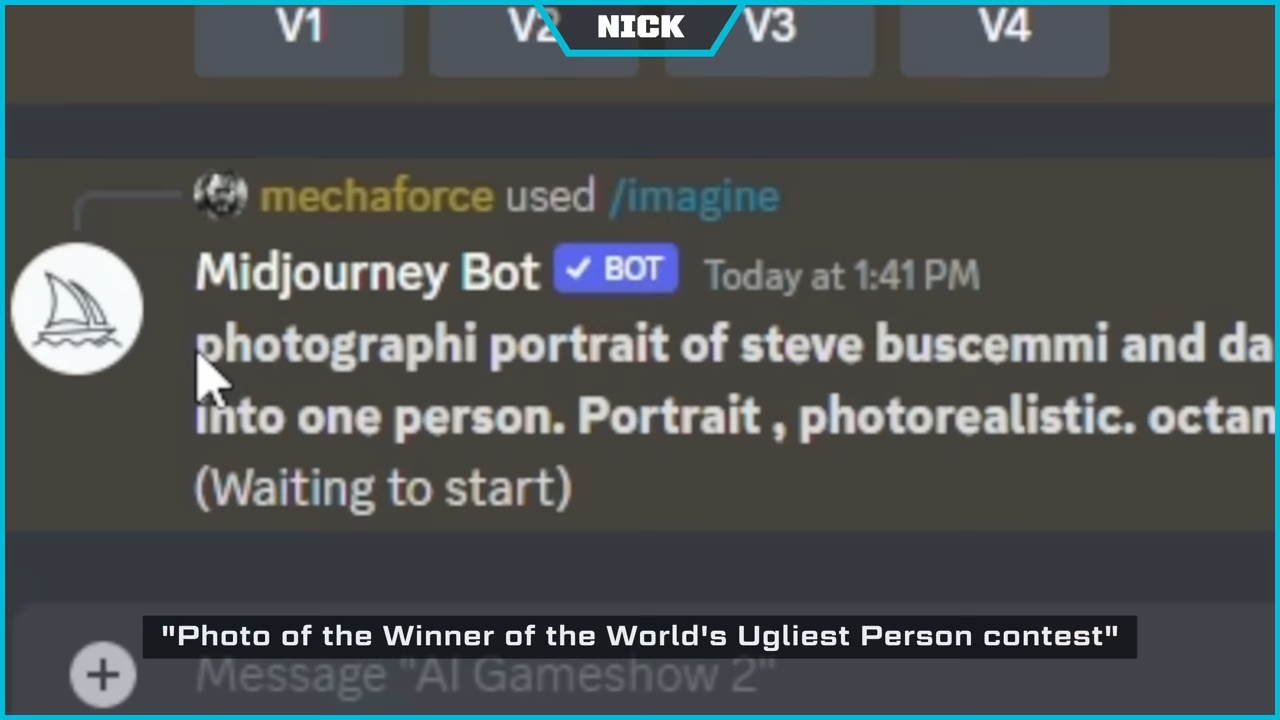 NICK
V1 V2 V3 V4
mechaforce used /imagine
Midjourney Bot ✓ BOT Today at 1:41 PM
photographi portrait of steve buscemmi and da
into one person. Portrait , photorealistic. octan
(Waiting to start)
"Photo of the Winner of the World's Ugliest Person contest"
Message "AI Gameshow 2"